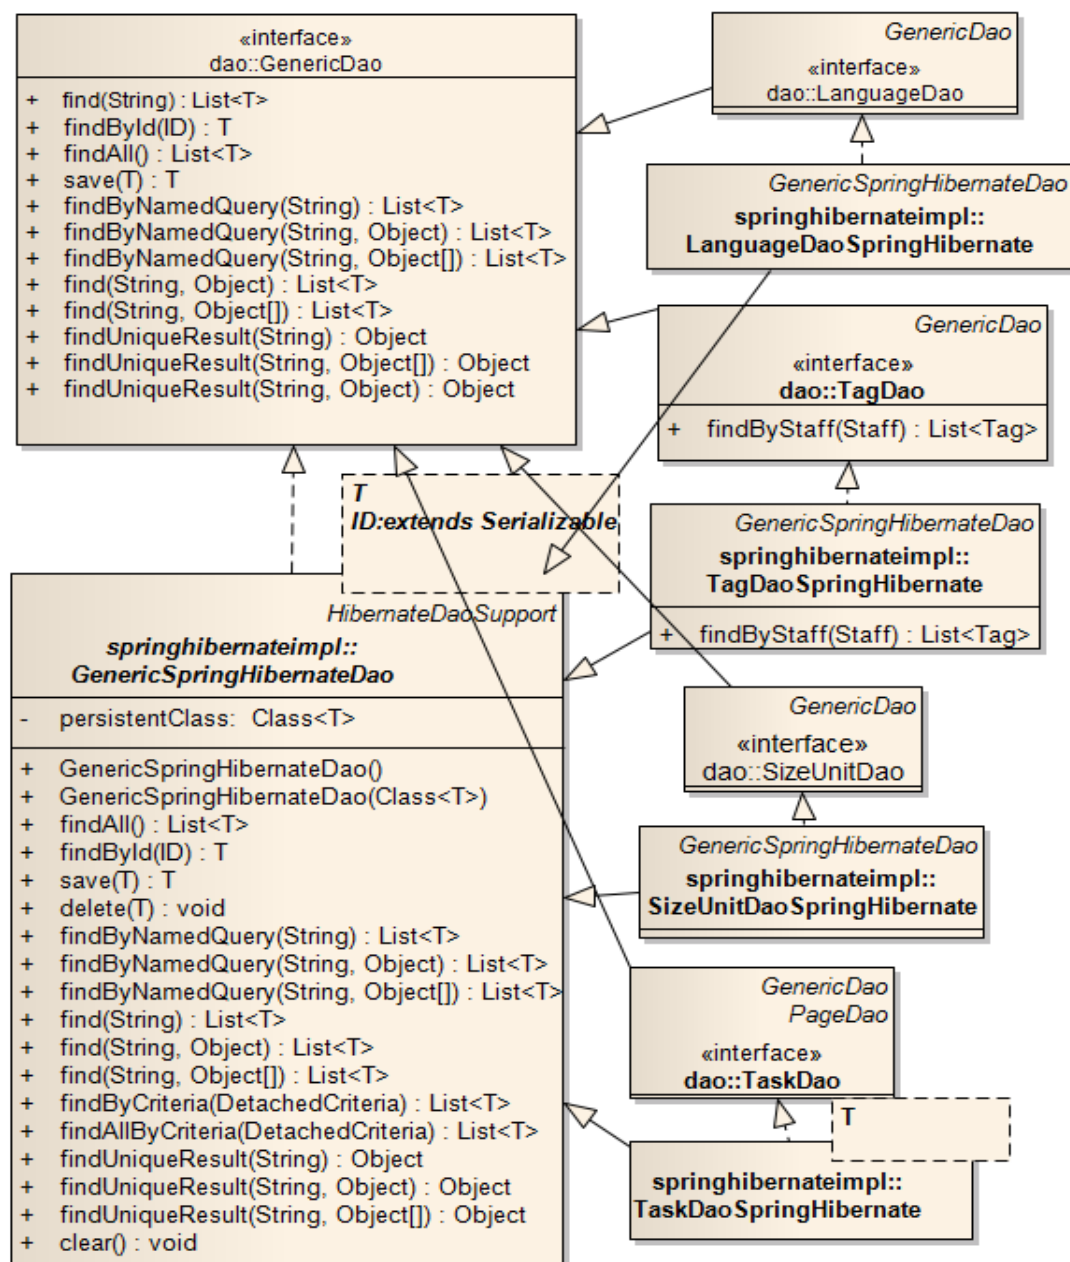 «interface»
dao::GenericDao
+ find(String) : List<T>
+ findById(ID) : T
+ findAll() : List<T>
+ save(T) : T
+ findByNamedQuery(String) : List<T>
+ findByNamedQuery(String, Object) : List<T>
+ findByNamedQuery(String, Object[]) : List<T>
+ find(String, Object) : List<T>
+ find(String, Object[]) : List<T>
+ findUniqueResult(String) : Object
+ findUniqueResult(String, Object[]) : Object
+ findUniqueResult(String, Object) : Object
GenericDao
«interface»
dao::LanguageDao
GenericSpringHibernateDao
springhibernateimpl::
LanguageDaoSpringHibernate
GenericDao
«interface»
dao::TagDao
+ findByStaff(Staff) : List<Tag>
T
ID:extends Serializable
GenericSpringHibernateDao
springhibernateimpl::
TagDaoSpringHibernate
+ findByStaff(Staff) : List<Tag>
HibernateDaoSupport
springhibernateimpl::
GenericSpringHibernateDao
- persistentClass: Class<T>
+ GenericSpringHibernateDao()
+ GenericSpringHibernateDao(Class<T>)
+ findAll() : List<T>
+ findById(ID) : T
+ save(T) : T
+ delete(T) : void
+ findByNamedQuery(String) : List<T>
+ findByNamedQuery(String, Object) : List<T>
+ findByNamedQuery(String, Object[]) : List<T>
+ find(String) : List<T>
+ find(String, Object) : List<T>
+ find(String, Object[]) : List<T>
+ findByCriteria(DetachedCriteria) : List<T>
+ findAllByCriteria(DetachedCriteria) : List<T>
+ findUniqueResult(String) : Object
+ findUniqueResult(String, Object) : Object
+ findUniqueResult(String, Object[]) : Object
+ clear() : void
GenericDao
«interface»
dao::SizeUnitDao
GenericSpringHibernateDao
springhibernateimpl::
SizeUnitDaoSpringHibernate
GenericDao
PageDao
«interface»
dao::TaskDao
T
springhibernateimpl::
TaskDaoSpringHibernate